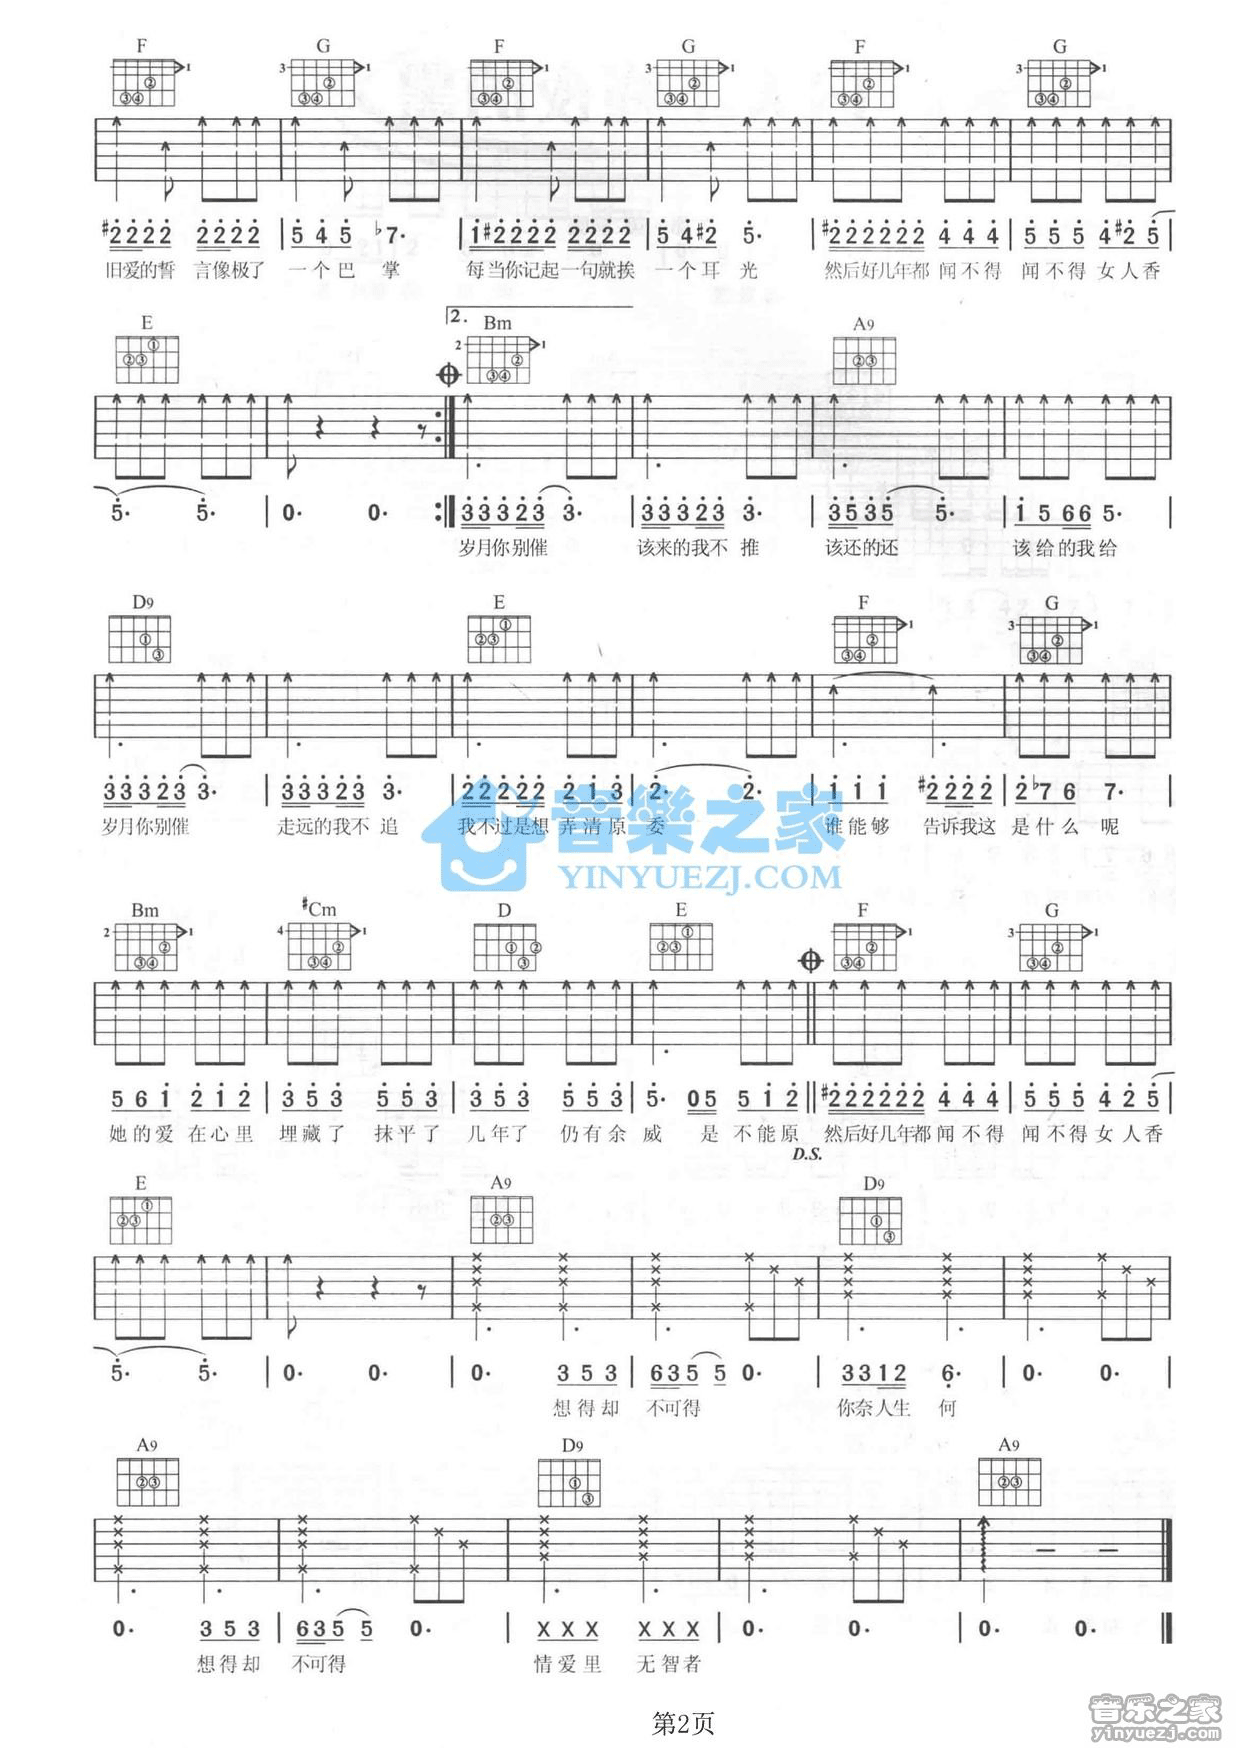 F G F G F G
3 1 3 1 3 1
#2222 2222 | 545 ♭7· | 1#2222 2222 | 54#2 5· | #222222 444 | 555 4#25
旧爱的誓 言像极了 一个巴 掌 每当你记起一句就挨 一个耳 光 然后好几年都 闻不得 闻不得 女人香
E 2. Bm A9
5· 5· | 0· 0· :| 33323 3· | 33323 3· | 3535 5· | 1566 5·
岁月你别催 该来的我不 推 该还的还 该给的我给
D9 E F G
33323 3· | 33323 3· | 22222 213 | 2· 2· | 111 #2222 | 2♭76 7·
岁月你别催 走远的我不 追 我不过是想 弄清原 委 谁能够 告诉我这 是什么 呢
音樂之家
YINYUEZJ.COM
Bm #Cm D E F G
561 212 | 353 553 | 353 553 | 5· 05 512 || #222222 444 | 555 425
她的爱 在心里 埋藏了 抹平了 几年了 仍有余 威 是 不能原 然后好几年都 闻不得 闻不得 女人香
D.S.
E A9 D9
5· 5· | 0· 0· | 0· 353 | 6355 0· | 3312 6· | 0· 0·
想得却 不可得 你奈人生 何
A9 D9 A9
0· 353 | 6355 0· | XXX XXX | 0· 0· | 0·
想得却 不可得 情爱里 无智者
第2页
音乐之家
yinyuezj.com